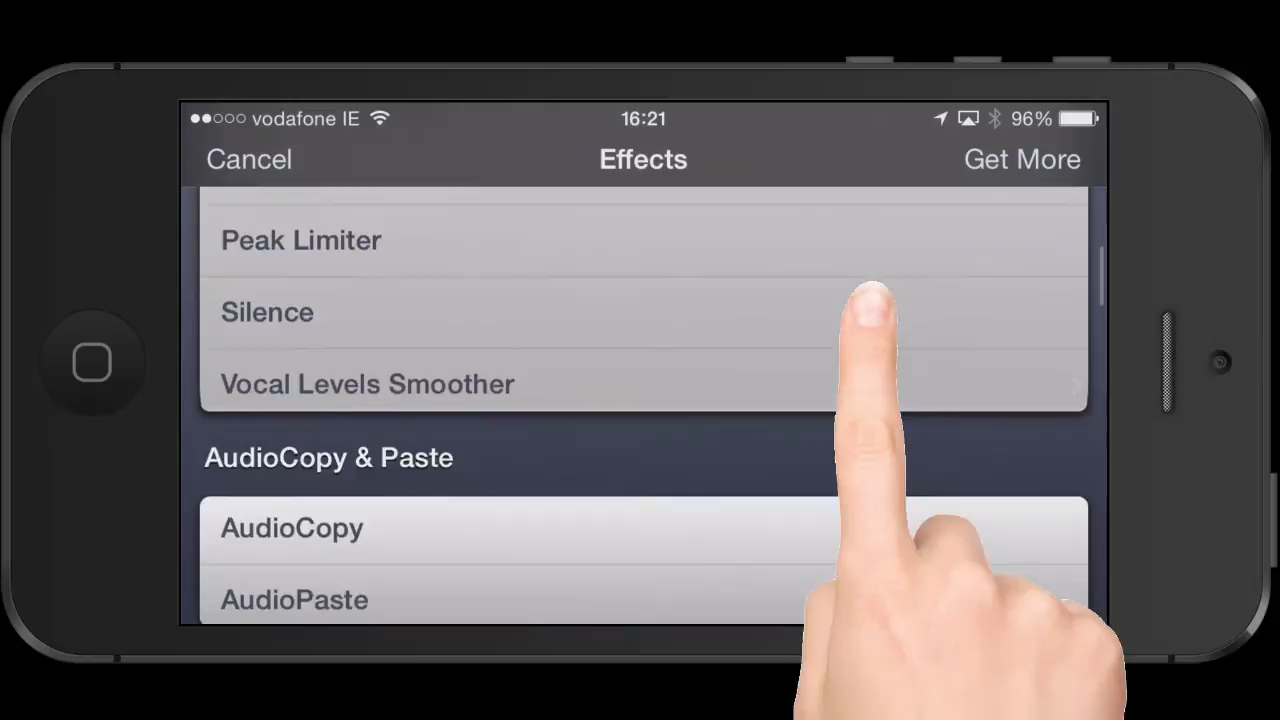 vodafone IE 16:21 96%
Cancel Effects Get More
Peak Limiter
Silence
Vocal Levels Smoother
AudioCopy & Paste
AudioCopy
AudioPaste